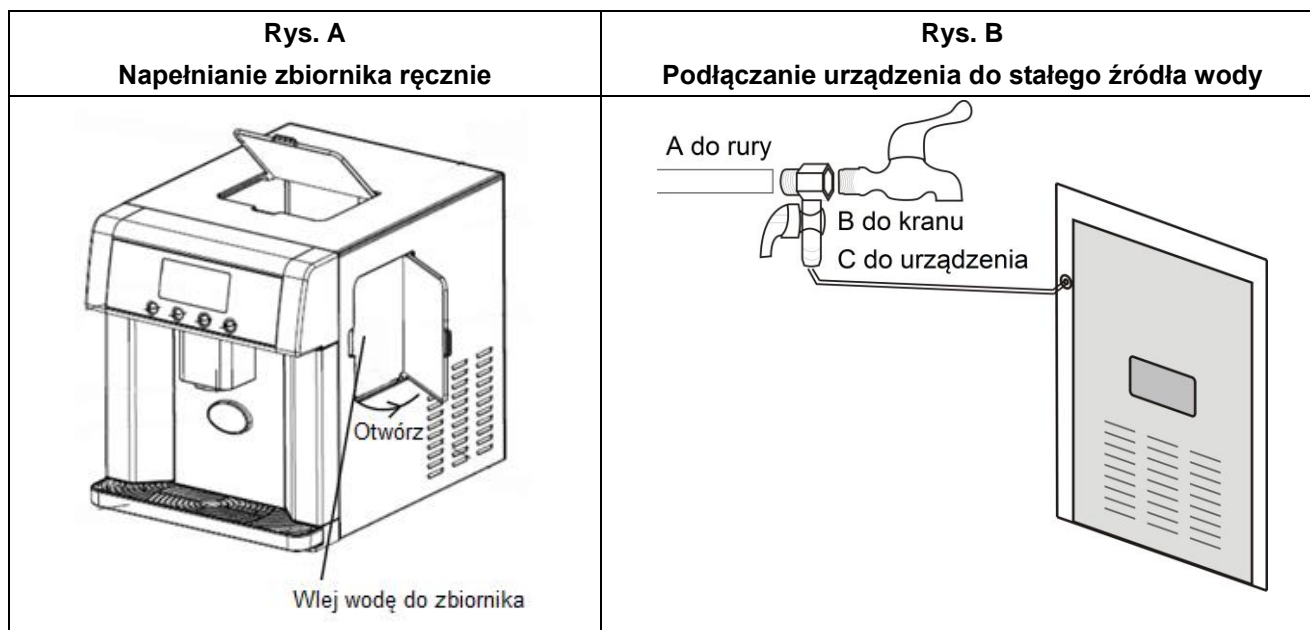 Rys. A
Napełnianie zbiornika ręcznie
Otwórz
Wlej wodę do zbiornika
Rys. B
Podłączanie urządzenia do stałego źródła wody
A do rury
B do kranu
C do urządzenia